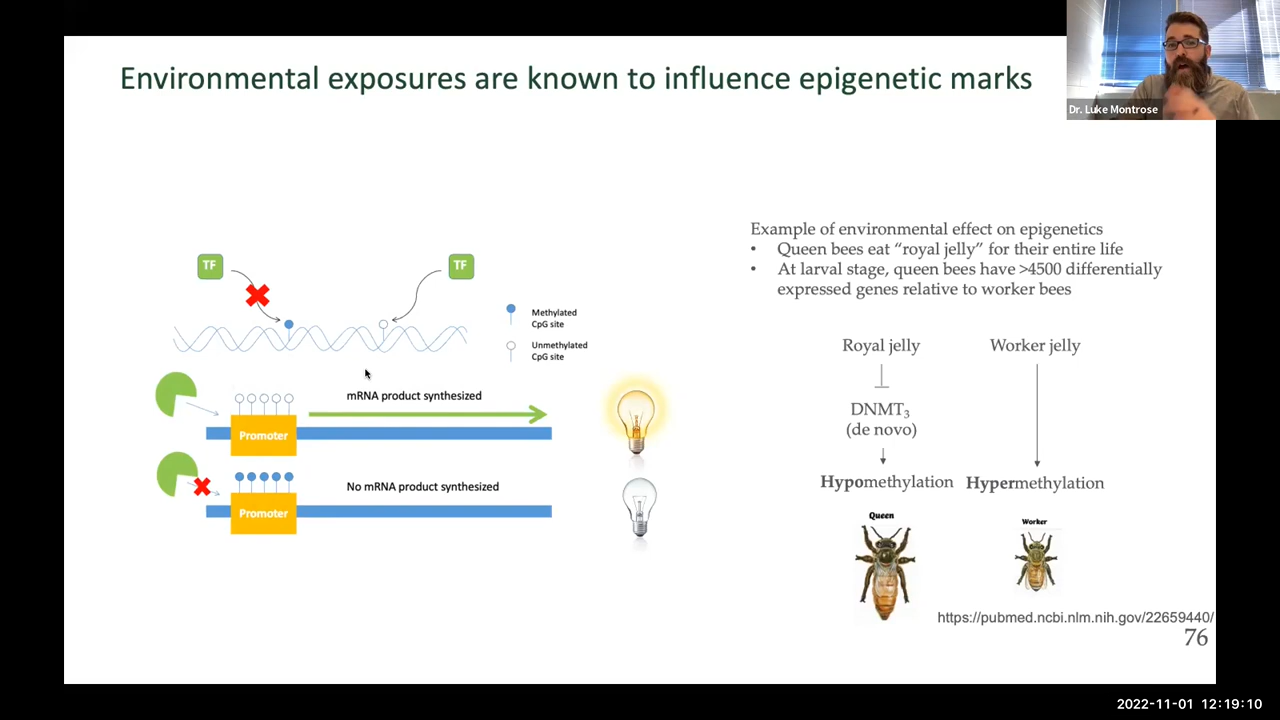 Environmental exposures are known to influence epigenetic marks
Dr. Luke Montrose
TF
TF
Methylated
CpG site
Unmethylated
CpG site
mRNA product synthesized
Promoter
No mRNA product synthesized
Promoter
Example of environmental effect on epigenetics
• Queen bees eat “royal jelly” for their entire life
• At larval stage, queen bees have >4500 differentially
expressed genes relative to worker bees
Royal jelly
Worker jelly
DNMT₃
(de novo)
Hypomethylation
Hypermethylation
Queen
Worker
https://pubmed.ncbi.nlm.nih.gov/22659440/
76
2022-11-01 12:19:10